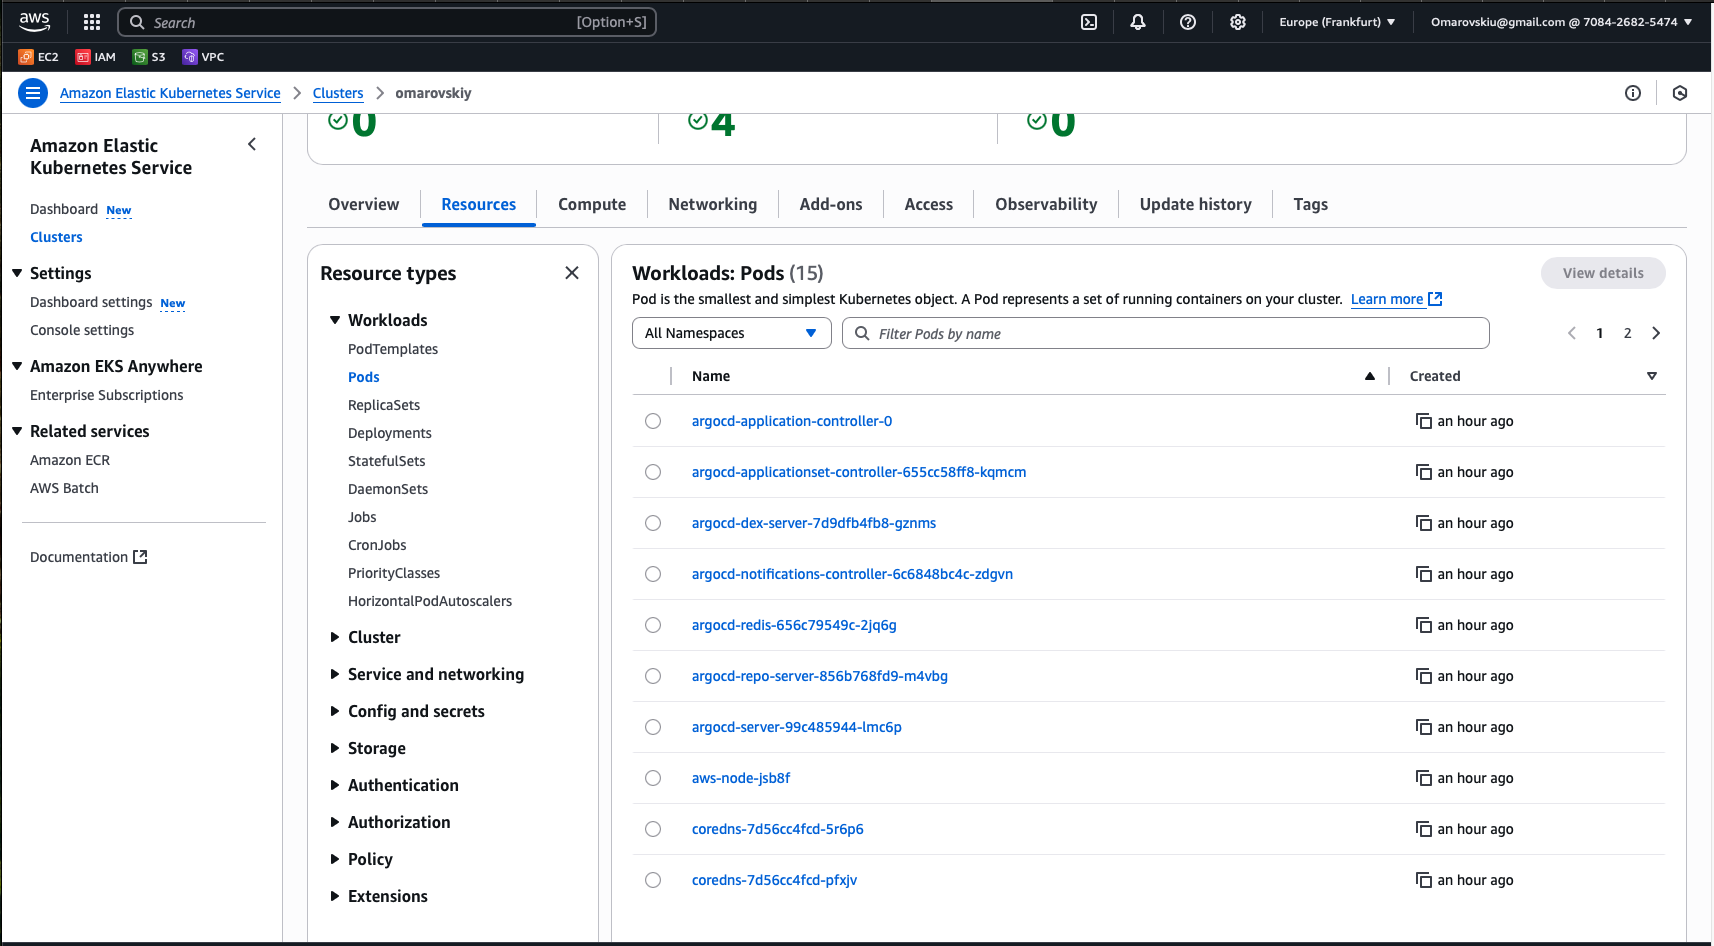 aws
Search [Option+S]
Europe (Frankfurt)
Omarovskiu@gmail.com @ 7084-2682-5474
EC2 IAM S3 VPC
Amazon Elastic Kubernetes Service
Clusters
omarovskiy
Amazon Elastic
Kubernetes Service
Dashboard New
Clusters
Settings
Dashboard settings New
Console settings
Amazon EKS Anywhere
Enterprise Subscriptions
Related services
Amazon ECR
AWS Batch
Documentation
0 4 0
Overview Resources Compute Networking Add-ons Access Observability Update history Tags
Resource types
Workloads
PodTemplates
Pods
ReplicaSets
Deployments
StatefulSets
DaemonSets
Jobs
CronJobs
PriorityClasses
HorizontalPodAutoscalers
Cluster
Service and networking
Config and secrets
Storage
Authentication
Authorization
Policy
Extensions
Workloads: Pods (15)
View details
Pod is the smallest and simplest Kubernetes object. A Pod represents a set of running containers on your cluster. Learn more
All Namespaces
Filter Pods by name
1 2
Name Created
argocd-application-controller-0 an hour ago
argocd-applicationset-controller-655cc58ff8-kqmcm an hour ago
argocd-dex-server-7d9dfb4fb8-gznms an hour ago
argocd-notifications-controller-6c6848bc4c-zdgvn an hour ago
argocd-redis-656c79549c-2jq6g an hour ago
argocd-repo-server-856b768fd9-m4vbg an hour ago
argocd-server-99c485944-lmc6p an hour ago
aws-node-jsb8f an hour ago
coredns-7d56cc4fcd-5r6p6 an hour ago
coredns-7d56cc4fcd-pfxjv an hour ago